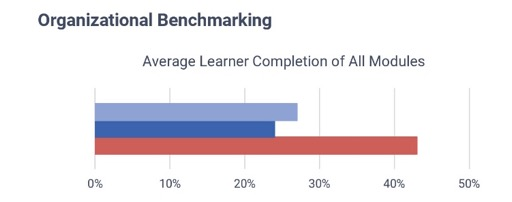 Organizational Benchmarking
Average Learner Completion of All Modules
0% 10% 20% 30% 40% 50%